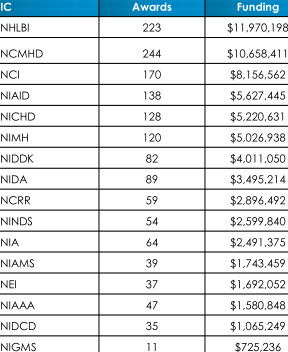 IC Awards Funding
NHLBI 223 $11,970,198
NCMHD 244 $10,658,411
NCI 170 $8,156,562
NIAID 138 $5,627,445
NICHD 128 $5,220,631
NIMH 120 $5,026,938
NIDDK 82 $4,011,050
NIDA 89 $3,495,214
NCRR 59 $2,896,492
NINDS 54 $2,599,840
NIA 64 $2,491,375
NIAMS 39 $1,743,459
NEI 37 $1,692,052
NIAAA 47 $1,580,848
NIDCD 35 $1,065,249
NIGMS 11 $725,236